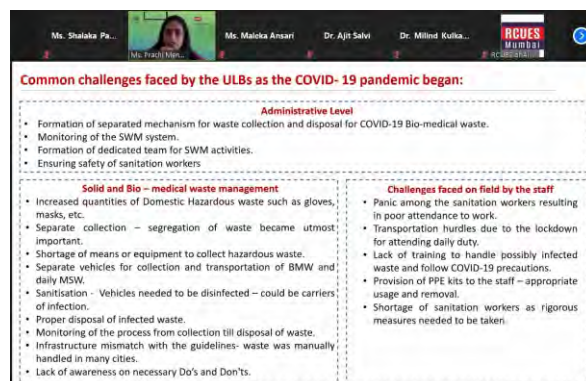 Ms. Shalaka Pa...
Ms. Prachi Mer...
Ms. Maleka Ansari
Dr. Ajit Salvi
Dr. Milind Kulka...
RCUES
Mumbai
Common challenges faced by the ULBs as the COVID- 19 pandemic began:
Administrative Level
• Formation of separated mechanism for waste collection and disposal for COVID-19 Bio-medical waste.
• Monitoring of the SWM system.
• Formation of dedicated team for SWM activities.
• Ensuring safety of sanitation workers
Solid and Bio – medical waste management
• Increased quantities of Domestic Hazardous waste such as gloves,
masks, etc.
• Separate collection – segregation of waste became utmost
important.
• Shortage of means or equipment to collect hazardous waste.
• Separate vehicles for collection and transportation of BMW and
daily MSW.
• Sanitisation - Vehicles needed to be disinfected – could be carriers
of infection.
• Proper disposal of infected waste.
• Monitoring of the process from collection till disposal of waste.
• Infrastructure mismatch with the guidelines- waste was manually
handled in many cities.
• Lack of awareness on necessary Do's and Don'ts.
Challenges faced on field by the staff
• Panic among the sanitation workers resulting
in poor attendance to work.
• Transportation hurdles due to the lockdown
for attending daily duty.
• Lack of training to handle possibly infected
waste and follow COVID-19 precautions.
• Provision of PPE kits to the staff – appropriate
usage and removal.
• Shortage of sanitation workers as rigorous
measures needed to be taken